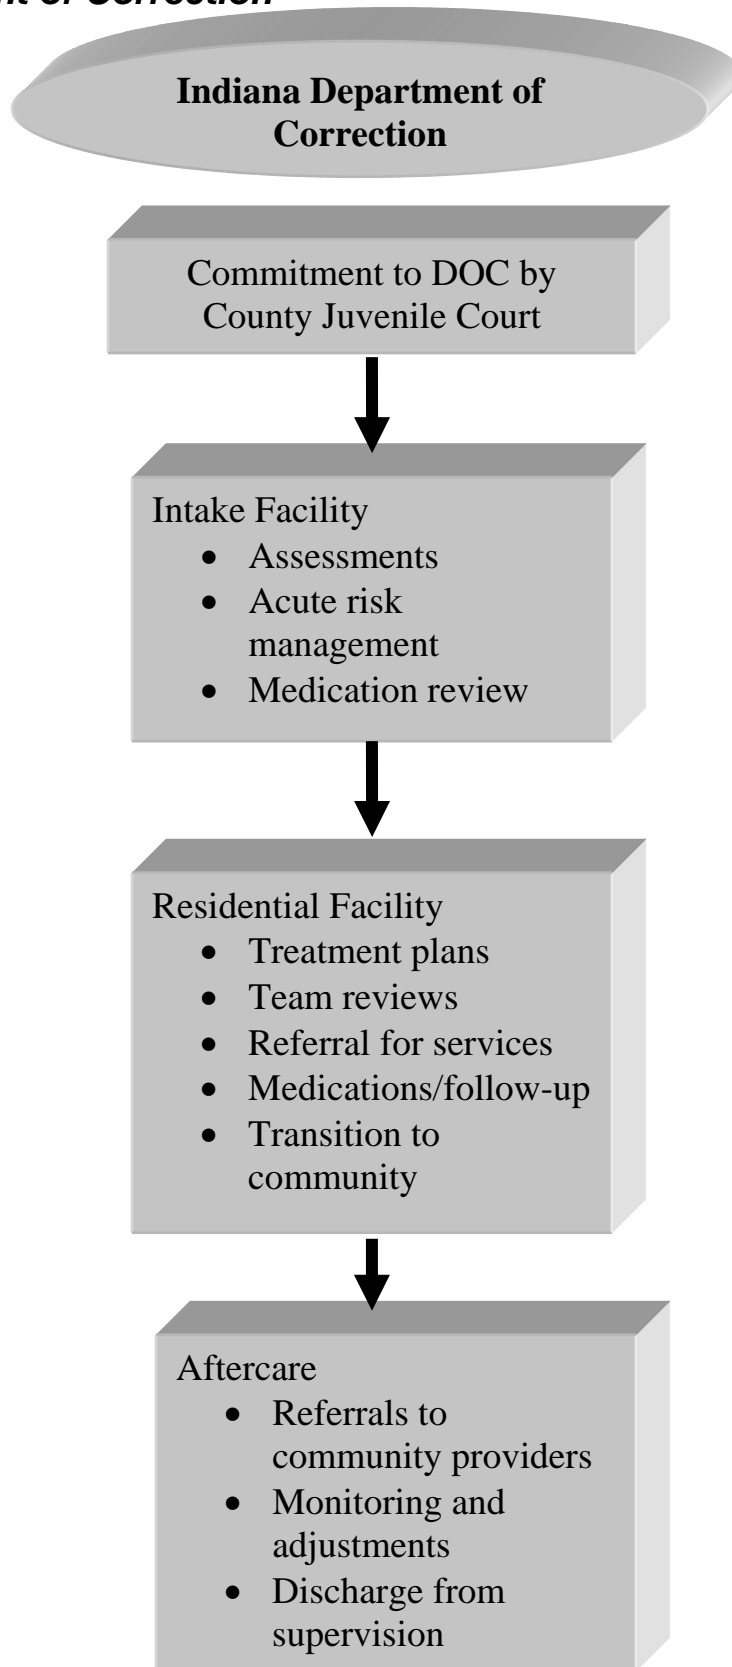 of Correction
Indiana Department of
Correction
Commitment to DOC by
County Juvenile Court
Intake Facility
• Assessments
• Acute risk
management
• Medication review
Residential Facility
• Treatment plans
• Team reviews
• Referral for services
• Medications/follow-up
• Transition to
community
Aftercare
• Referrals to
community providers
• Monitoring and
adjustments
• Discharge from
supervision